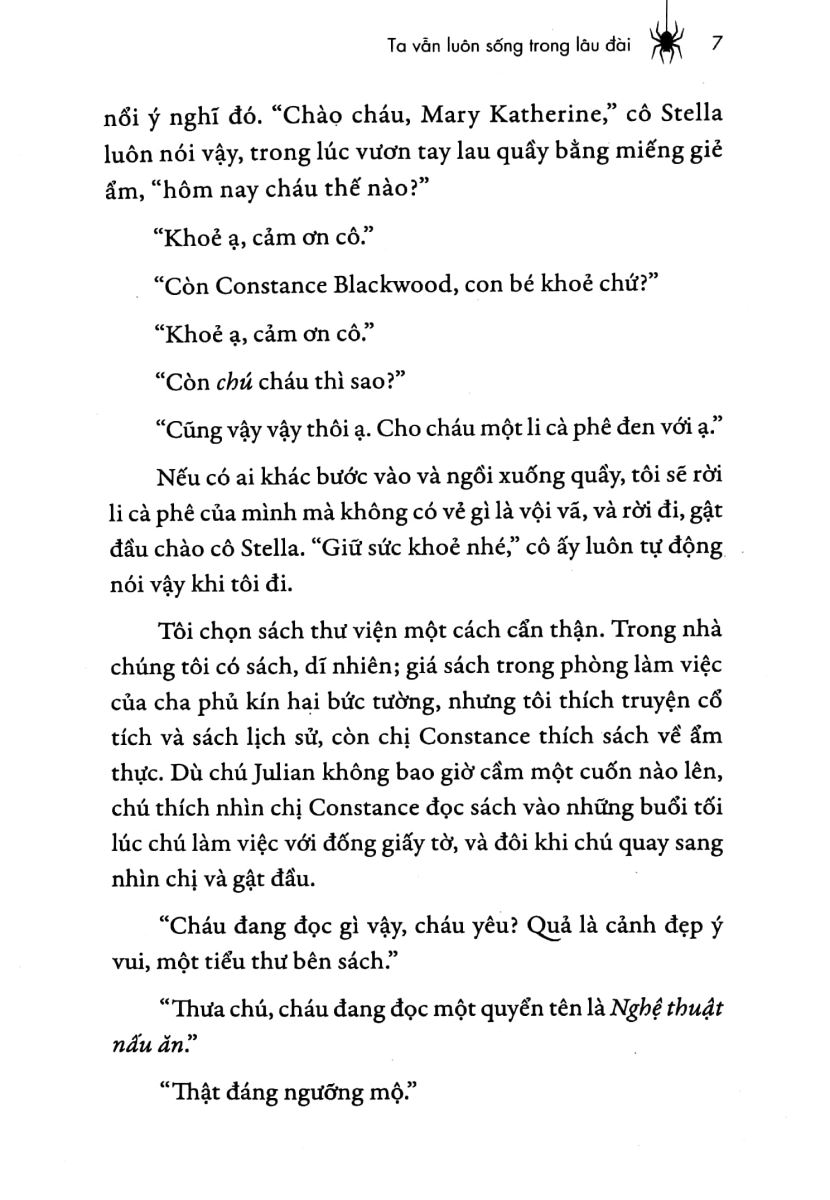 Ta vẫn luôn sống trong lâu đài 7
nổi ý nghĩ đó. “Chào cháu, Mary Katherine,” cô Stella
luôn nói vậy, trong lúc vươn tay lau quầy bằng miếng giẻ
ẩm, “hôm nay cháu thế nào?”
“Khoẻ ạ, cảm ơn cô.”
“Còn Constance Blackwood, con bé khoẻ chứ?”
“Khoẻ ạ, cảm ơn cô.”
“Còn chú cháu thì sao?”
“Cũng vậy vậy thôi ạ. Cho cháu một li cà phê đen với ạ.”
Nếu có ai khác bước vào và ngồi xuống quầy, tôi sẽ rời
li cà phê của mình mà không có vẻ gì là vội vã, và rời đi, gật
đầu chào cô Stella. “Giữ sức khoẻ nhé,” cô ấy luôn tự động
nói vậy khi tôi đi.
Tôi chọn sách thư viện một cách cẩn thận. Trong nhà
chúng tôi có sách, dĩ nhiên; giá sách trong phòng làm việc
của cha phủ kín hai bức tường, nhưng tôi thích truyện cổ
tích và sách lịch sử, còn chị Constance thích sách về ẩm
thực. Dù chú Julian không bao giờ cầm một cuốn nào lên,
chú thích nhìn chị Constance đọc sách vào những buổi tối
lúc chú làm việc với đống giấy tờ, và đôi khi chú quay sang
nhìn chị và gật đầu.
“Cháu đang đọc gì vậy, cháu yêu? Quả là cảnh đẹp ý
vui, một tiểu thư bên sách.”
“Thưa chú, cháu đang đọc một quyển tên là Nghệ thuật
nấu ăn.”
“Thật đáng ngưỡng mộ.”